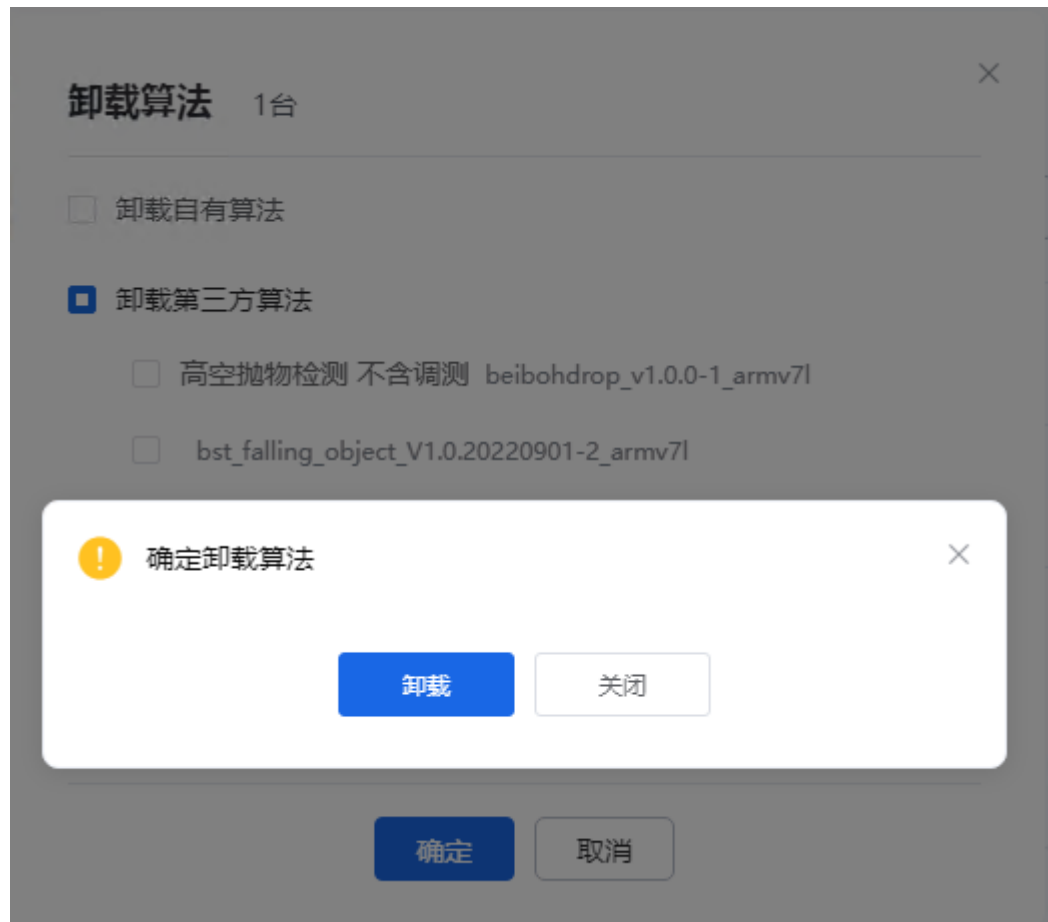 卸载算法 1台
卸载自有算法
卸载第三方算法
高空抛物检测 不含调测 beibohdrop_v1.0.0-1_armv7l
bst_falling_object_V1.0.20220901-2_armv7l
确定卸载算法
卸载 关闭
确定 取消